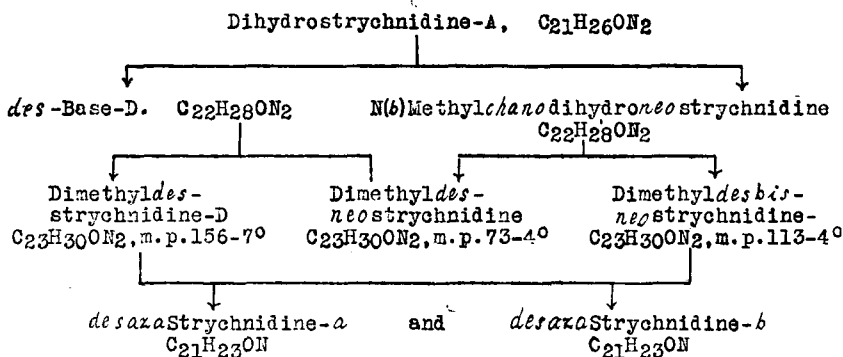 Dihydrostrychnidine-A, C21H26ON2
des-Base-D. C22H28ON2 N(b)Methylchanodihydroneostrychnidine
C22H28ON2
Dimethyldes- Dimethyldes- Dimethyldesbis-
strychnidine-D neostrychnidine neostrychnidine-
C23H30ON2, m.p.156-7° C23H30ON2, m.p.73-4° C23H30ON2, m.p.113-4°
desazaStrychnidine-a and desazaStrychnidine-b
C21H23ON C21H23ON